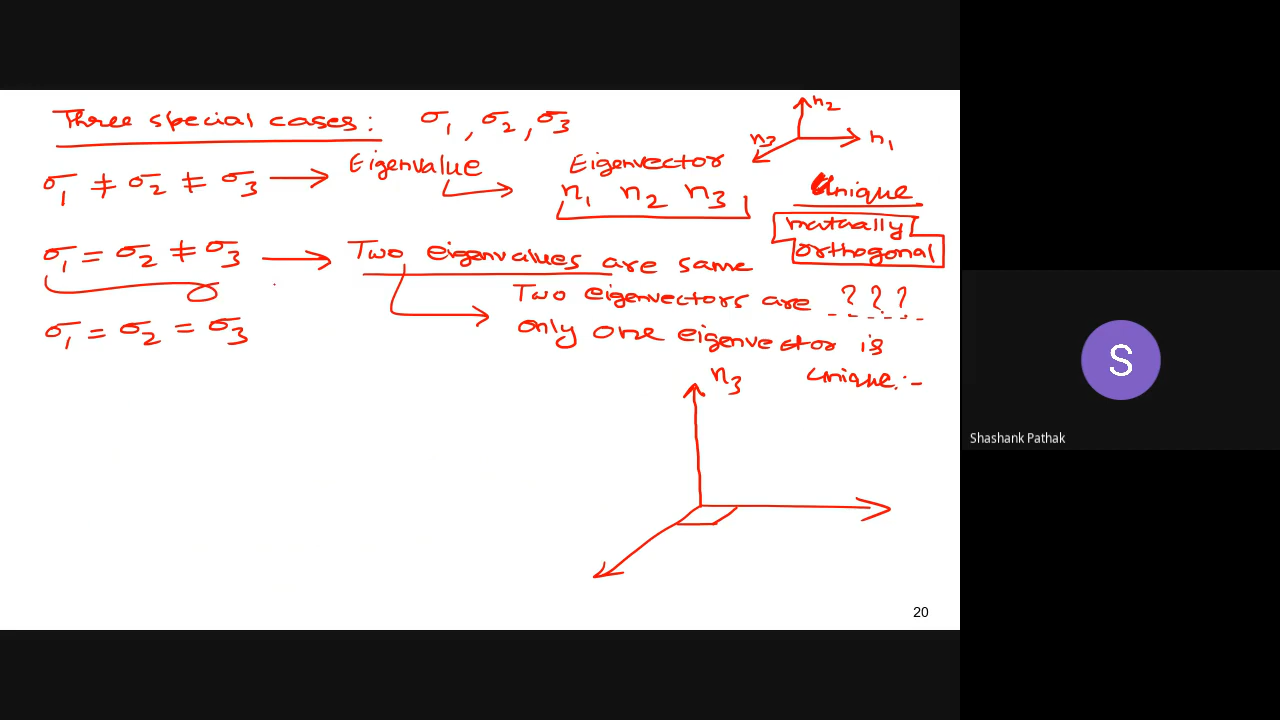 Three special cases: σ1, σ2, σ3
n2
n3
n1
σ1 ≠ σ2 ≠ σ3 → Eigenvalue → Eigenvector
n1 n2 n3
Unique
mutually
orthogonal
σ1 = σ2 ≠ σ3 → Two eigenvalues are same
Two eigenvectors are ???
only one eigenvector is
unique:-
σ1 = σ2 = σ3
n3
20
S
Shashank Pathak